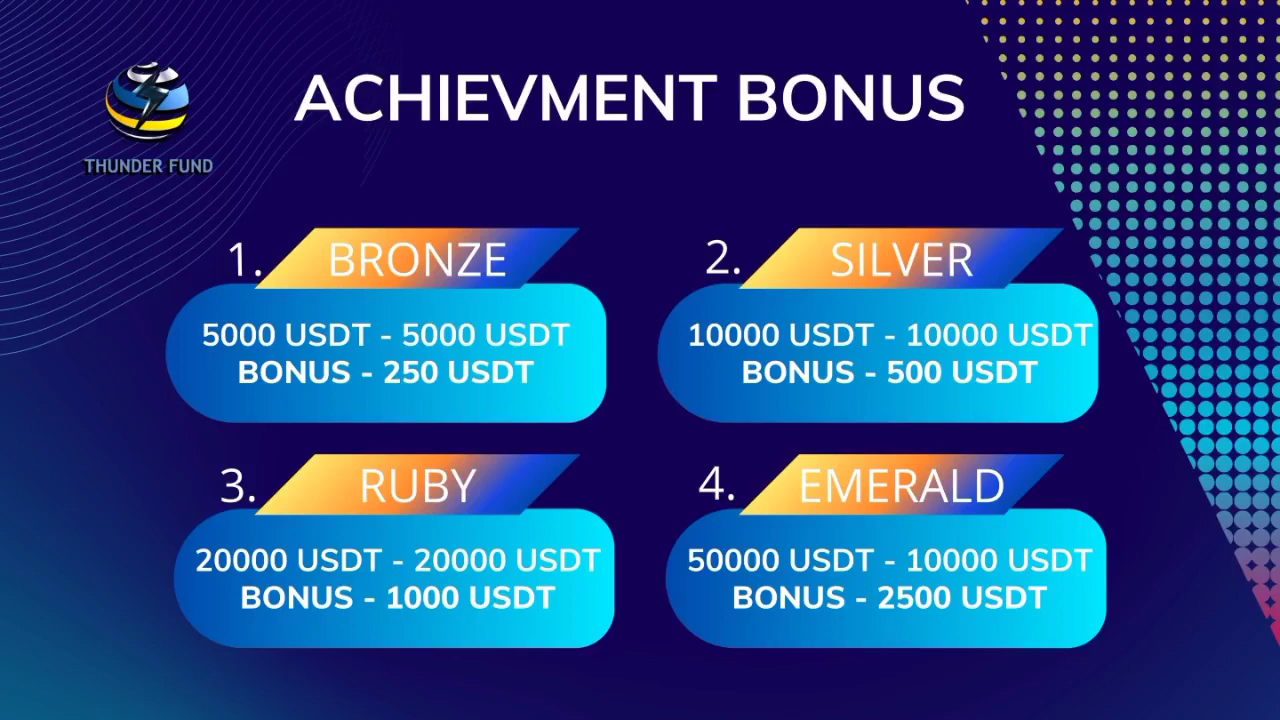 THUNDER FUND
ACHIEVMENT BONUS
1. BRONZE
5000 USDT - 5000 USDT
BONUS - 250 USDT
2. SILVER
10000 USDT - 10000 USDT
BONUS - 500 USDT
3. RUBY
20000 USDT - 20000 USDT
BONUS - 1000 USDT
4. EMERALD
50000 USDT - 10000 USDT
BONUS - 2500 USDT